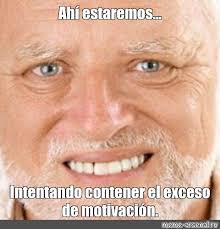 Ahí estaremos...
Intentando contener el exceso
de motivación.